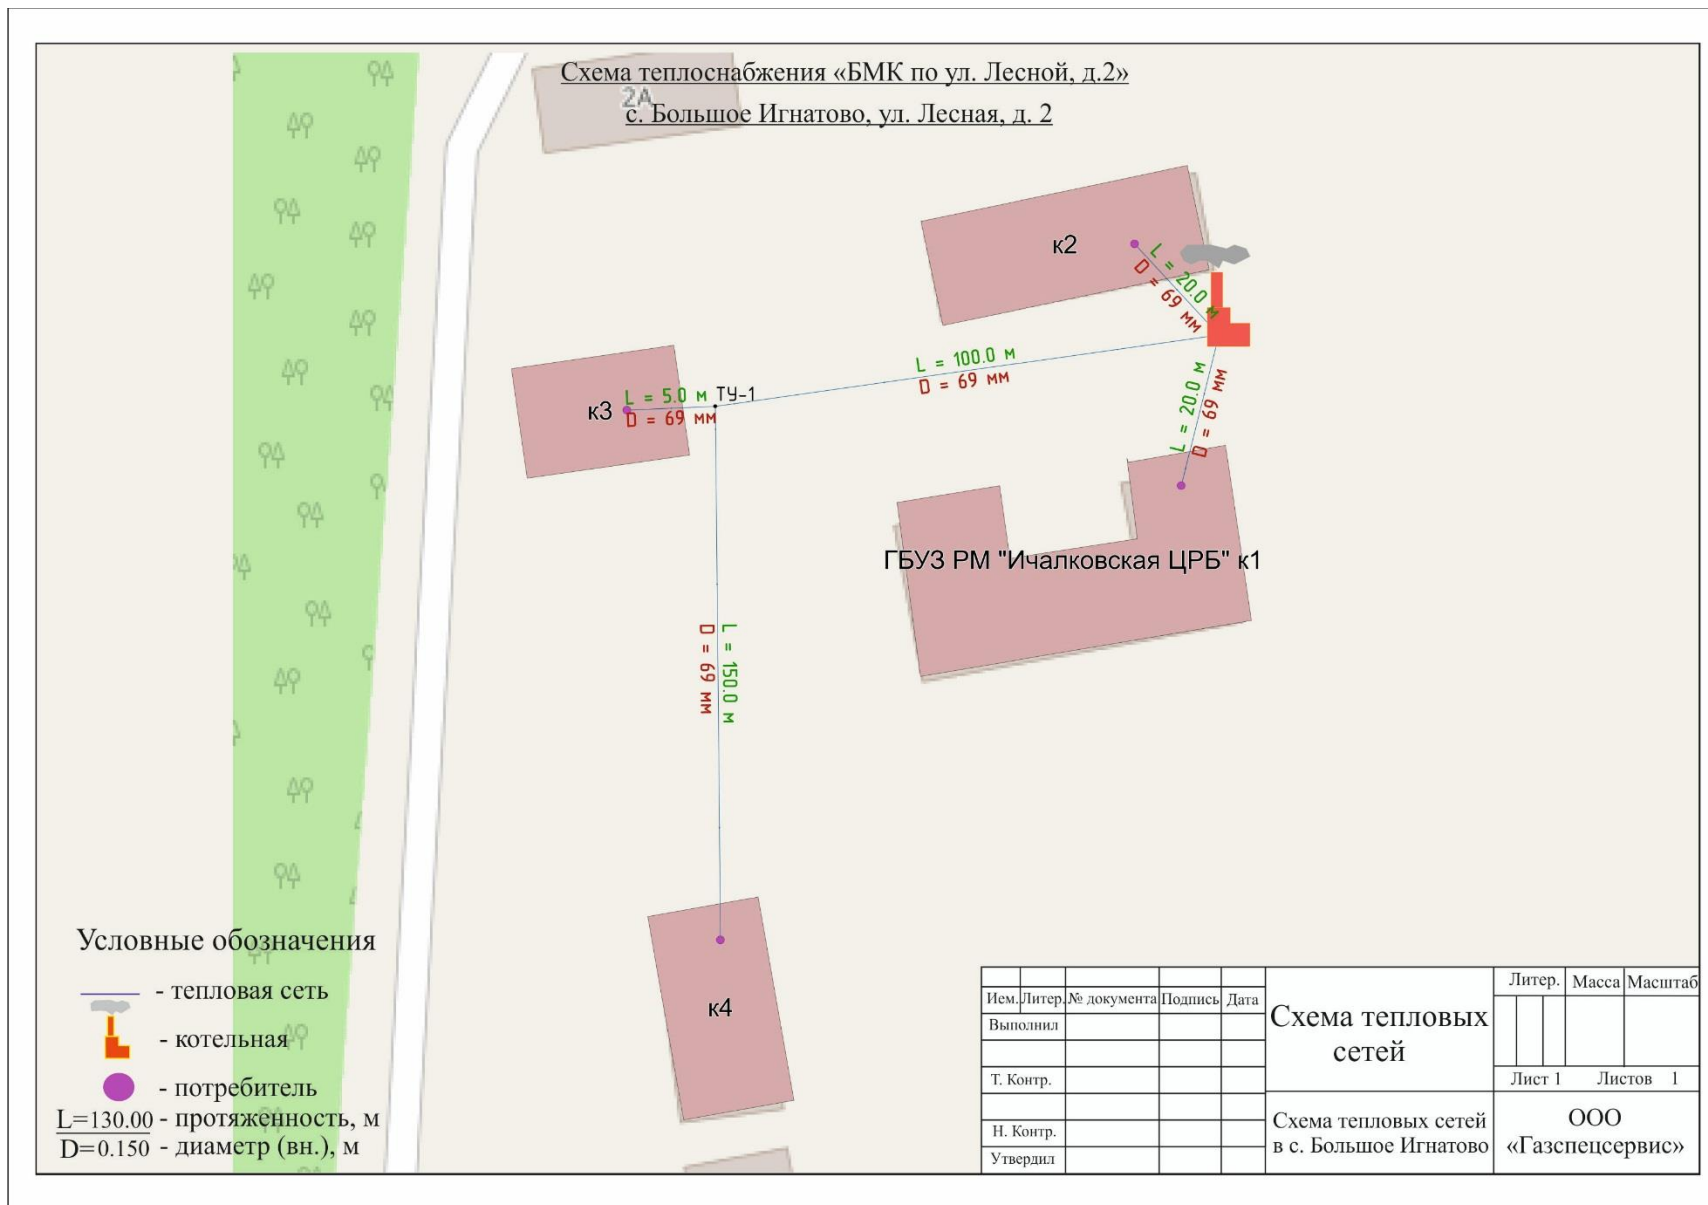 Схема теплоснабжения «БМК по ул. Лесной, д.2»
2А
с. Большое Игнатово, ул. Лесная, д. 2
к2
L = 20.0 м
D = 69 мм
L = 100.0 м
D = 69 мм
L = 20.0 м
D = 69 мм
к3
L = 5.0 м
D = 69 мм
ТУ-1
ГБУЗ РМ "Ичалковская ЦРБ" к1
L = 150.0 м
D = 69 мм
к4
Условные обозначения
- тепловая сеть
- котельная
- потребитель
L=130.00 - протяженность, м
D=0.150 - диаметр (вн.), м
Ием. Литер. № документа Подпись Дата
Выполнил
Т. Контр.
Н. Контр.
Утвердил
Схема тепловых
сетей
Схема тепловых сетей
в с. Большое Игнатово
Литер. Масса Масштаб
Лист 1 Листов 1
ООО
«Газспецсервис»